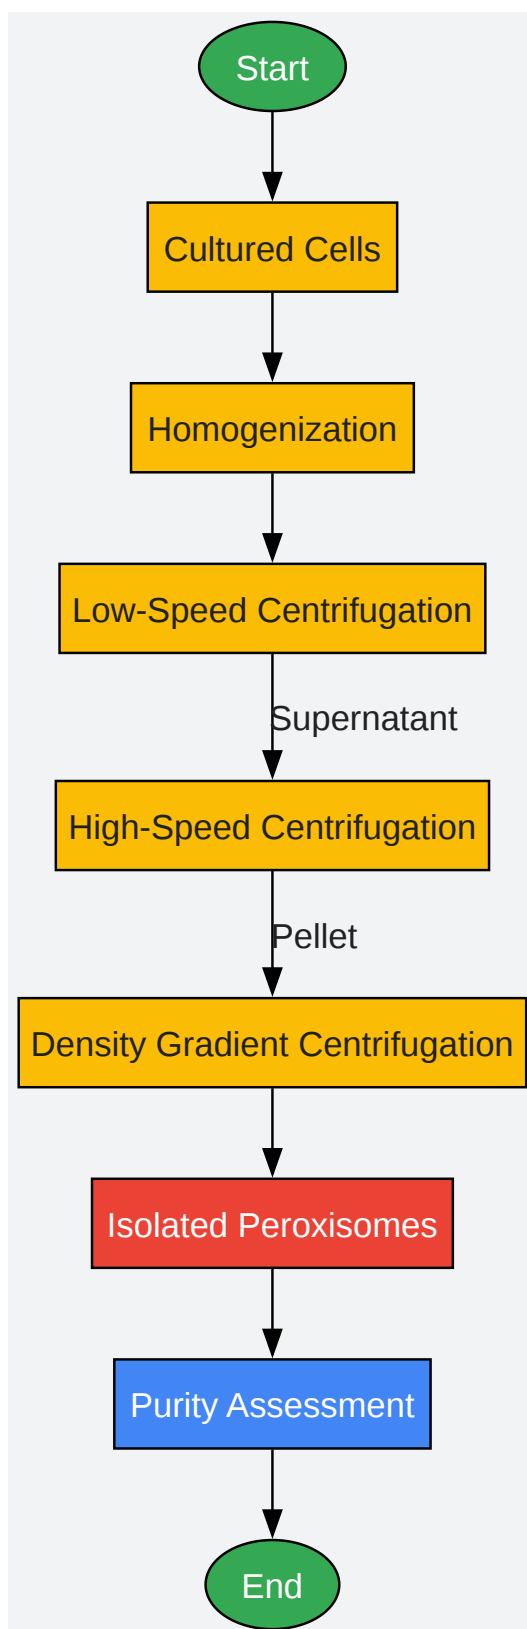 Start
Cultured Cells
Homogenization
Low-Speed Centrifugation
Supernatant
High-Speed Centrifugation
Pellet
Density Gradient Centrifugation
Isolated Peroxisomes
Purity Assessment
End